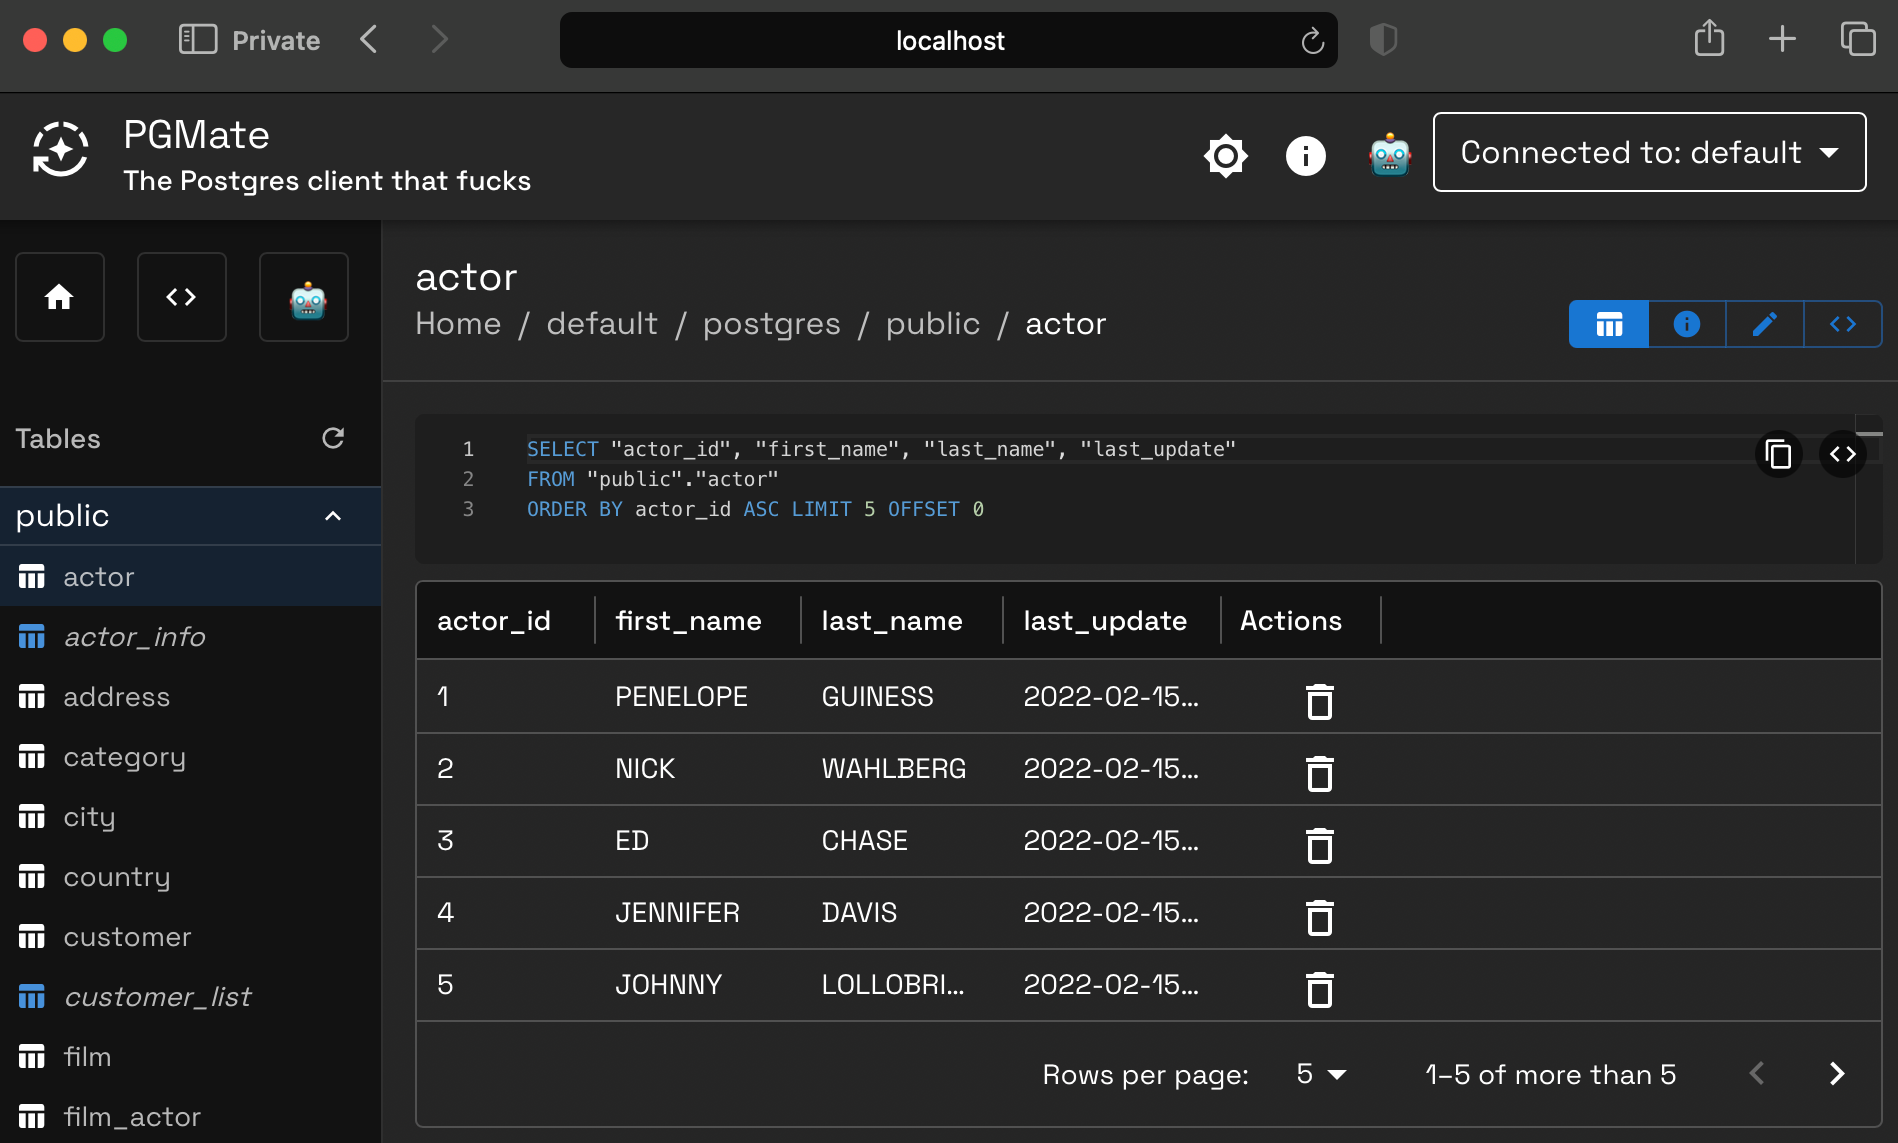 Private
localhost
PGMate
The Postgres client that fucks
Connected to: default
actor
Home / default / postgres / public / actor
Tables
public
actor
actor_info
address
category
city
country
customer
customer_list
film
film_actor
1 SELECT "actor_id", "first_name", "last_name", "last_update"
2 FROM "public"."actor"
3 ORDER BY actor_id ASC LIMIT 5 OFFSET 0
actor_id first_name last_name last_update Actions
1 PENELOPE GUINESS 2022-02-15...
2 NICK WAHLBERG 2022-02-15...
3 ED CHASE 2022-02-15...
4 JENNIFER DAVIS 2022-02-15...
5 JOHNNY LOLLOBRI... 2022-02-15...
Rows per page: 5 1–5 of more than 5